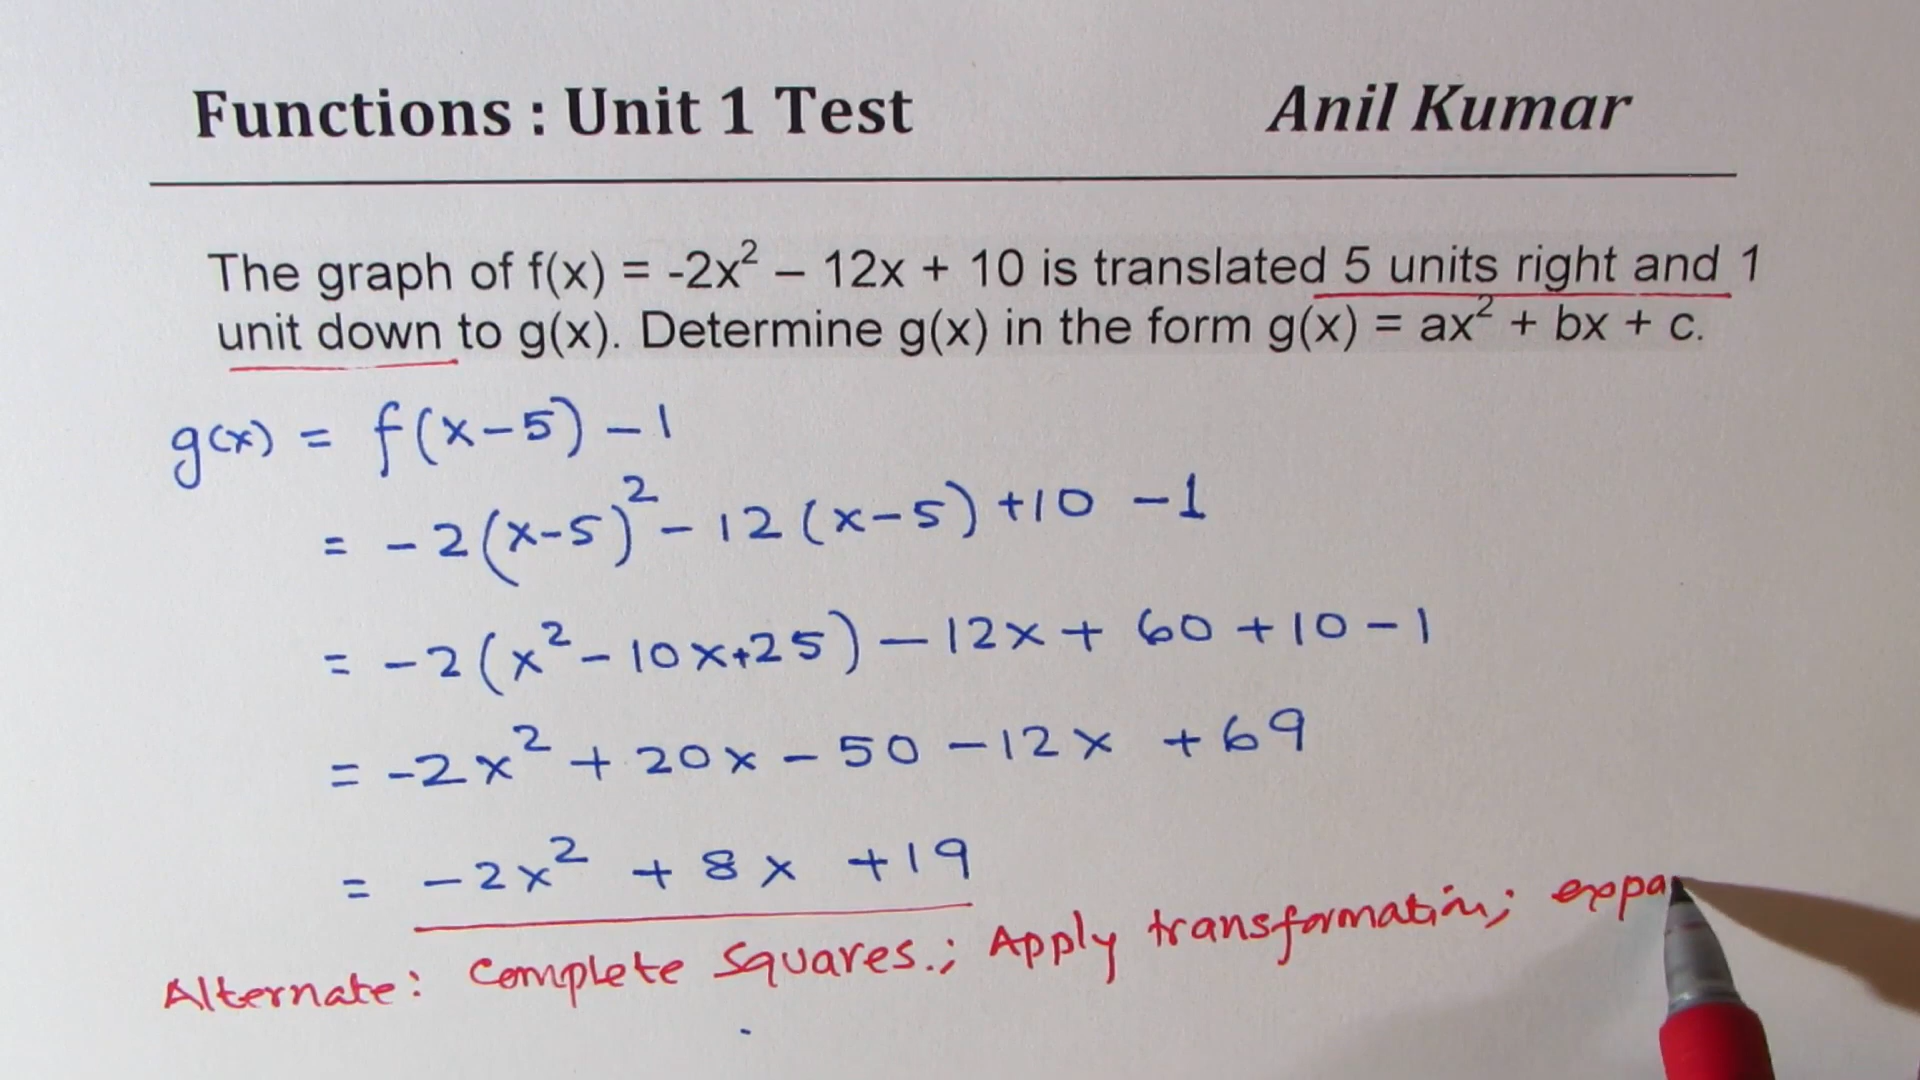 Functions : Unit 1 Test Anil Kumar
The graph of f(x) = -2x² – 12x + 10 is translated 5 units right and 1
unit down to g(x). Determine g(x) in the form g(x) = ax² + bx + c.
g(x) = f(x-5) - 1
= -2(x-5)² - 12(x-5) + 10 - 1
= -2(x² - 10x + 25) - 12x + 60 + 10 - 1
= -2x² + 20x - 50 - 12x + 69
= -2x² + 8x + 19
Alternate: Complete Squares.; Apply transformation; expa